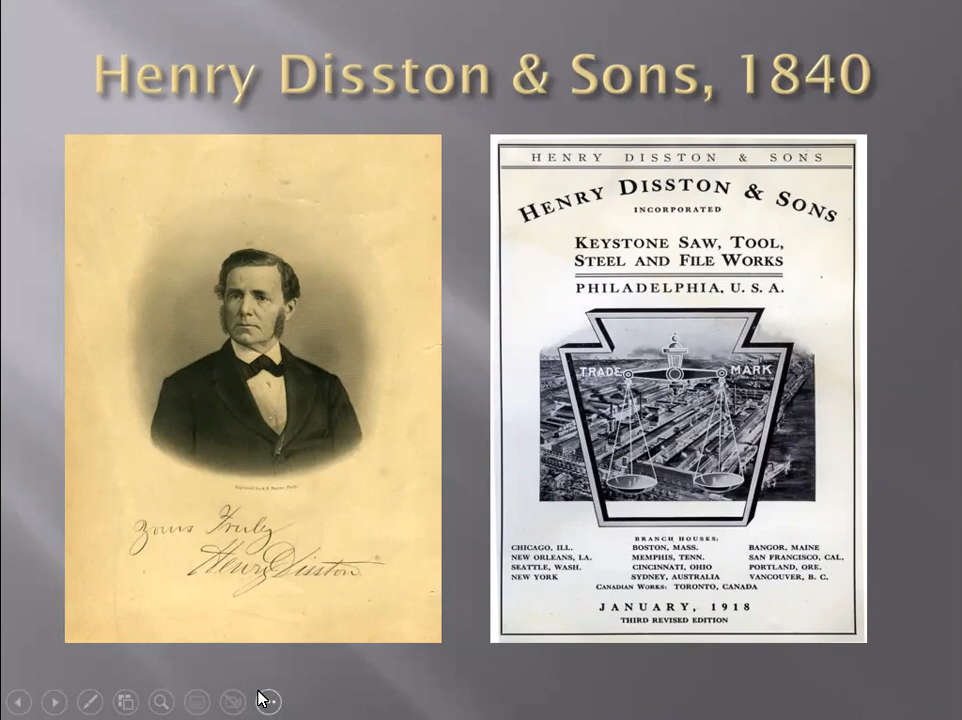 Henry Disston & Sons, 1840
Yours Truly
Henry Disston
HENRY DISSTON & SONS
HENRY DISSTON & SONS
INCORPORATED
KEYSTONE SAW, TOOL,
STEEL AND FILE WORKS
PHILADELPHIA, U. S. A.
TRADE MARK
BRANCH HOUSES:
CHICAGO, ILL. BOSTON, MASS. BANGOR, MAINE
NEW ORLEANS, LA. MEMPHIS, TENN. SAN FRANCISCO, CAL.
SEATTLE, WASH. CINCINNATI, OHIO PORTLAND, ORE.
NEW YORK SYDNEY, AUSTRALIA VANCOUVER, B. C.
CANADIAN WORKS: TORONTO, CANADA
JANUARY, 1918
THIRD REVISED EDITION